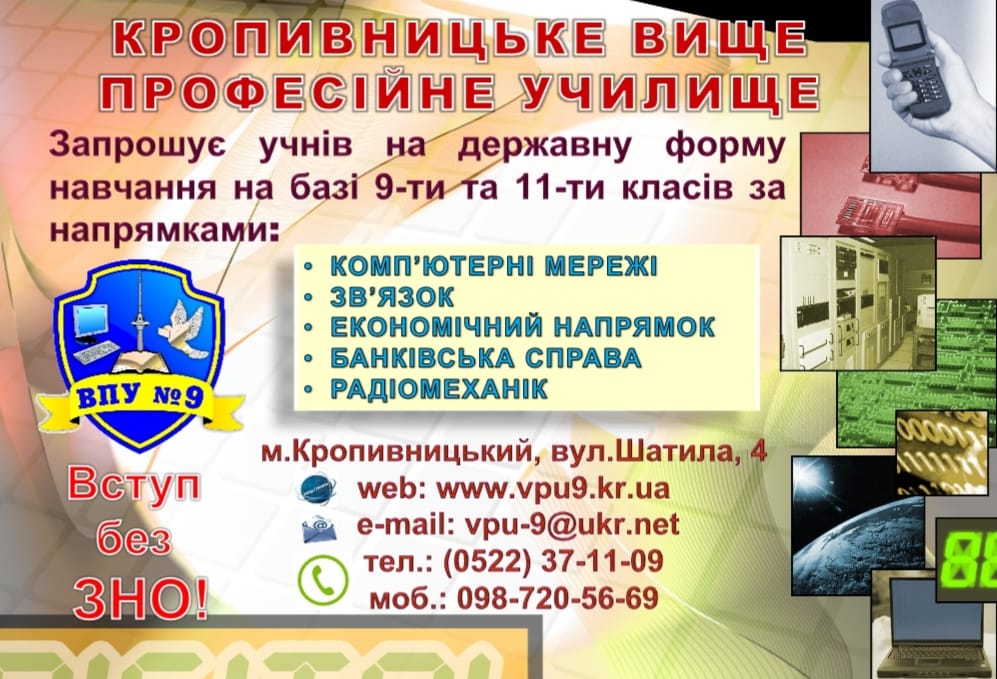 КРОПИВНИЦЬКЕ ВИЩЕ
ПРОФЕСІЙНЕ УЧИЛИЩЕ
Запрошує учнів на державну форму
навчання на базі 9-ти та 11-ти класів за
напрямками:
• КОМП’ЮТЕРНІ МЕРЕЖІ
• ЗВ’ЯЗОК
• ЕКОНОМІЧНИЙ НАПРЯМОК
• БАНКІВСЬКА СПРАВА
• РАДІОМЕХАНІК
ВПУ №9
м.Кропивницький, вул.Шатила, 4
web: www.vpu9.kr.ua
e-mail: vpu-9@ukr.net
тел.: (0522) 37-11-09
моб.: 098-720-56-69
Вступ
без
ЗНО!